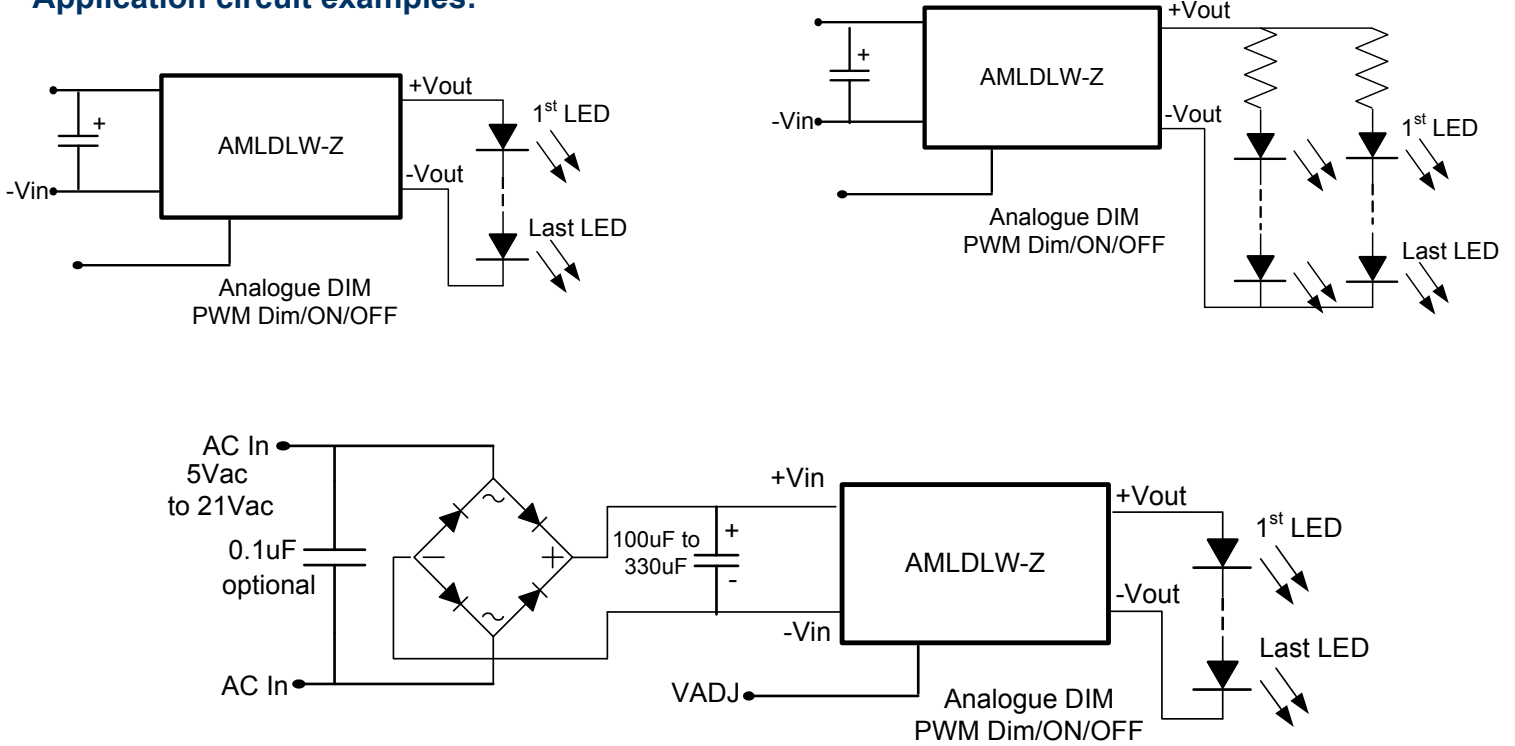 Application circuit examples:
+Vout
1st LED
AMLDLW-Z
-Vout
-Vin
Last LED
Analogue DIM
PWM Dim/ON/OFF
+
+Vout
AMLDLW-Z
+
-Vin
-Vout
1st LED
Last LED
Analogue DIM
PWM Dim/ON/OFF
AC In
5Vac
to 21Vac
0.1uF
optional
AC In
~
+
−
~
+Vin
100uF to
330uF
+
-
-Vin
AMLDLW-Z
+Vout
1st LED
-Vout
Last LED
VADJ
Analogue DIM
PWM Dim/ON/OFF